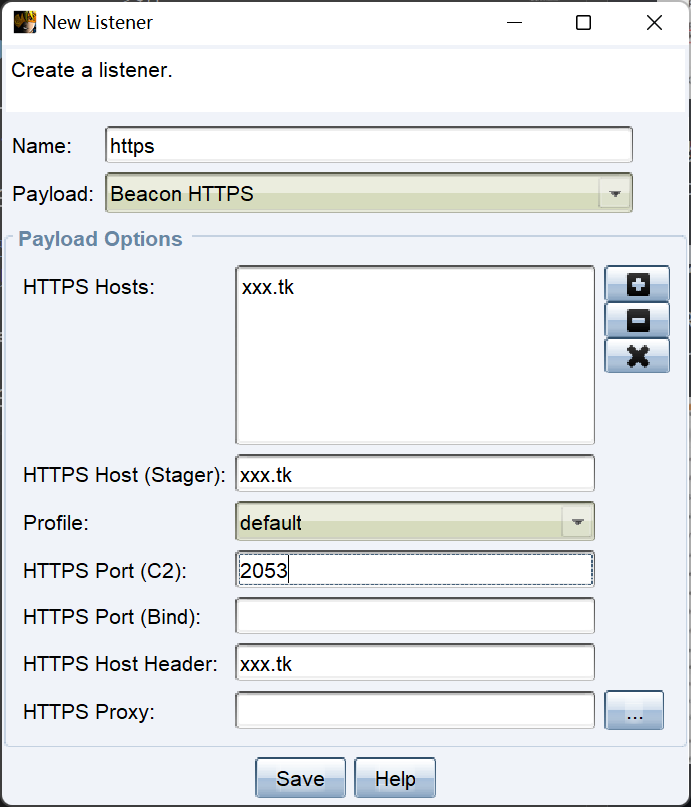 New Listener
Create a listener.
Name: https
Payload: Beacon HTTPS
Payload Options
HTTPS Hosts: xxx.tk
HTTPS Host (Stager): xxx.tk
Profile: default
HTTPS Port (C2): 2053
HTTPS Port (Bind):
HTTPS Host Header: xxx.tk
HTTPS Proxy: ...
Save Help